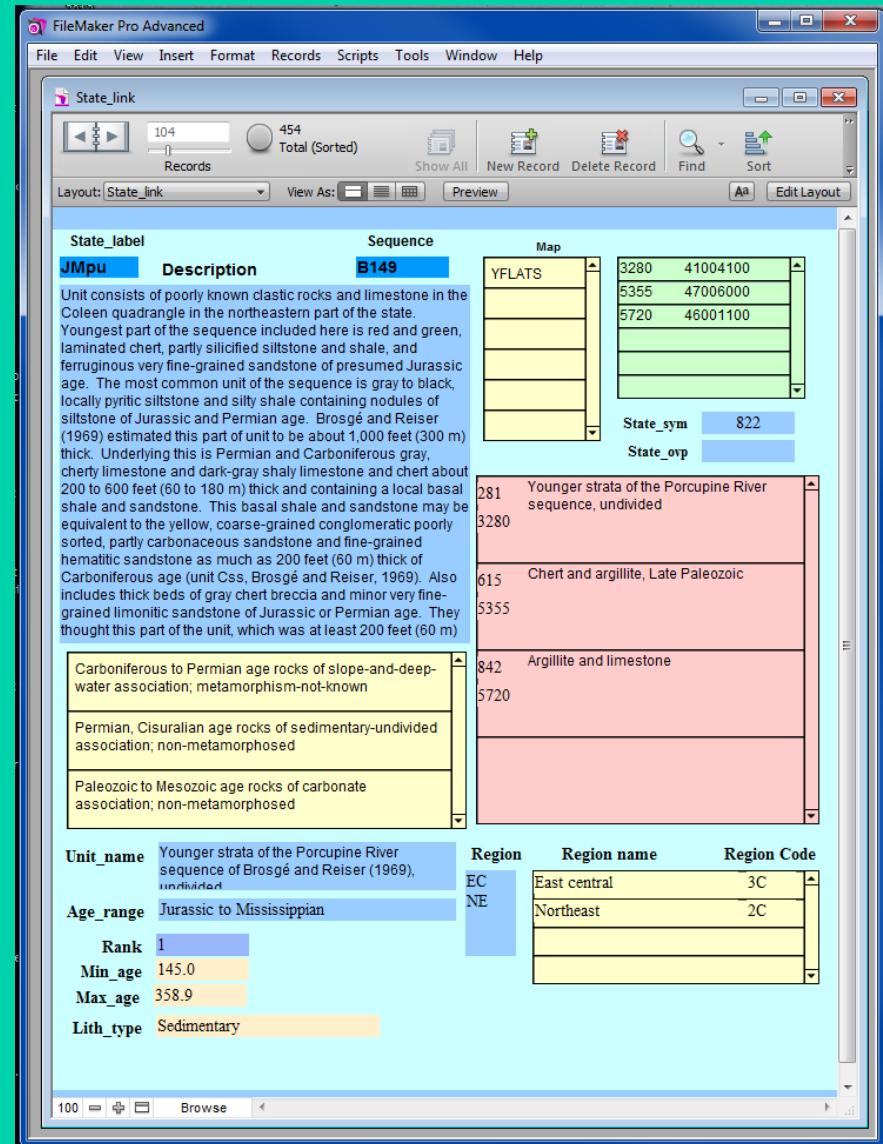 FileMaker Pro Advanced
File Edit View Insert Format Records Scripts Tools Window Help
State_link
104
Records
454
Total (Sorted)
Show All
New Record
Delete Record
Find
Sort
Layout: State_link
View As:
Preview
Aa
Edit Layout
State_label
Sequence
JMpu
Description
B149
Unit consists of poorly known clastic rocks and limestone in the
Coleen quadrangle in the northeastern part of the state.
Youngest part of the sequence included here is red and green,
laminated chert, partly silicified siltstone and shale, and
ferruginous very fine-grained sandstone of presumed Jurassic
age.  The most common unit of the sequence is gray to black,
locally pyritic siltstone and silty shale containing nodules of
siltstone of Jurassic and Permian age.  Brosgé and Reiser
(1969) estimated this part of unit to be about 1,000 feet (300 m)
thick.  Underlying this is Permian and Carboniferous gray,
cherty limestone and dark-gray shaly limestone and chert about
200 to 600 feet (60 to 180 m) thick and containing a local basal
shale and sandstone.  This basal shale and sandstone may be
equivalent to the yellow, coarse-grained conglomeratic poorly
sorted, partly carbonaceous sandstone and fine-grained
hematitic sandstone as much as 200 feet (60 m) thick of
Carboniferous age (unit Css, Brosgé and Reiser, 1969).  Also
includes thick beds of gray chert breccia and minor very fine-
grained limonitic sandstone of Jurassic or Permian age.  They
thought this part of the unit, which was at least 200 feet (60 m)
Map
YFLATS
3280 41004100
5355 47006000
5720 46001100
State_sym 822
State_ovp
281 Younger strata of the Porcupine River
sequence, undivided
3280
615 Chert and argillite, Late Paleozoic
5355
842 Argillite and limestone
5720
Carboniferous to Permian age rocks of slope-and-deep-
water association; metamorphism-not-known
Permian, Cisuralian age rocks of sedimentary-undivided
association; non-metamorphosed
Paleozoic to Mesozoic age rocks of carbonate
association; non-metamorphosed
Unit_name Younger strata of the Porcupine River
sequence of Brosgé and Reiser (1969),
undivided
Age_range Jurassic to Mississippian
Rank 1
Min_age 145.0
Max_age 358.9
Lith_type Sedimentary
Region Region name Region Code
EC East central 3C
NE Northeast 2C
100 Browse